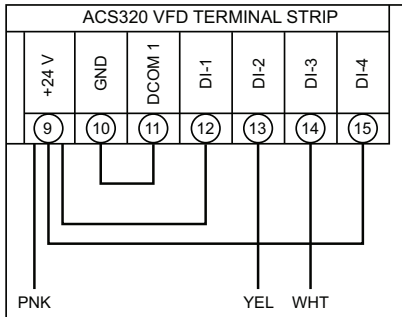 ACS320 VFD TERMINAL STRIP
+24 V
GND
DCOM 1
DI-1
DI-2
DI-3
DI-4
9 10 11 12 13 14 15
PNK YEL WHT